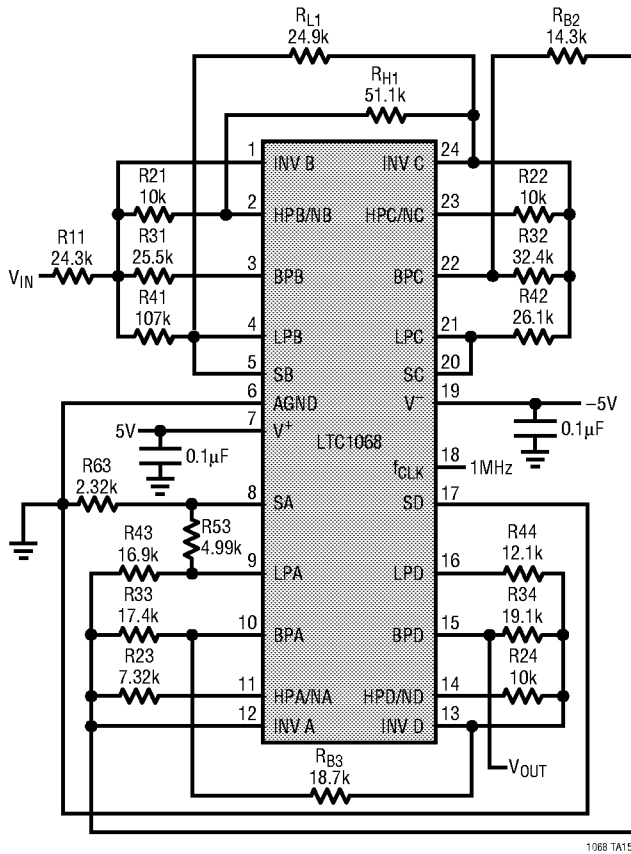 RL1
24.9k
RB2
14.3k
RH1
51.1k
1
INV B
INV C
24
R21
10k
2
HPB/NB
HPC/NC
23
R22
10k
R11
24.3k
VIN
R31
25.5k
3
BPB
BPC
22
R32
32.4k
R41
107k
4
LPB
LPC
21
R42
26.1k
5
SB
SC
20
6
AGND
V−
19
−5V
5V
7
V+
LTC1068
0.1µF
0.1µF
fCLK
18
1MHz
R63
2.32k
8
SA
SD
17
R53
4.99k
R43
16.9k
9
LPA
LPD
16
R44
12.1k
R33
17.4k
10
BPA
BPD
15
R34
19.1k
R23
7.32k
11
HPA/NA
HPD/ND
14
R24
10k
12
INV A
INV D
13
RB3
18.7k
VOUT
1068 TA15